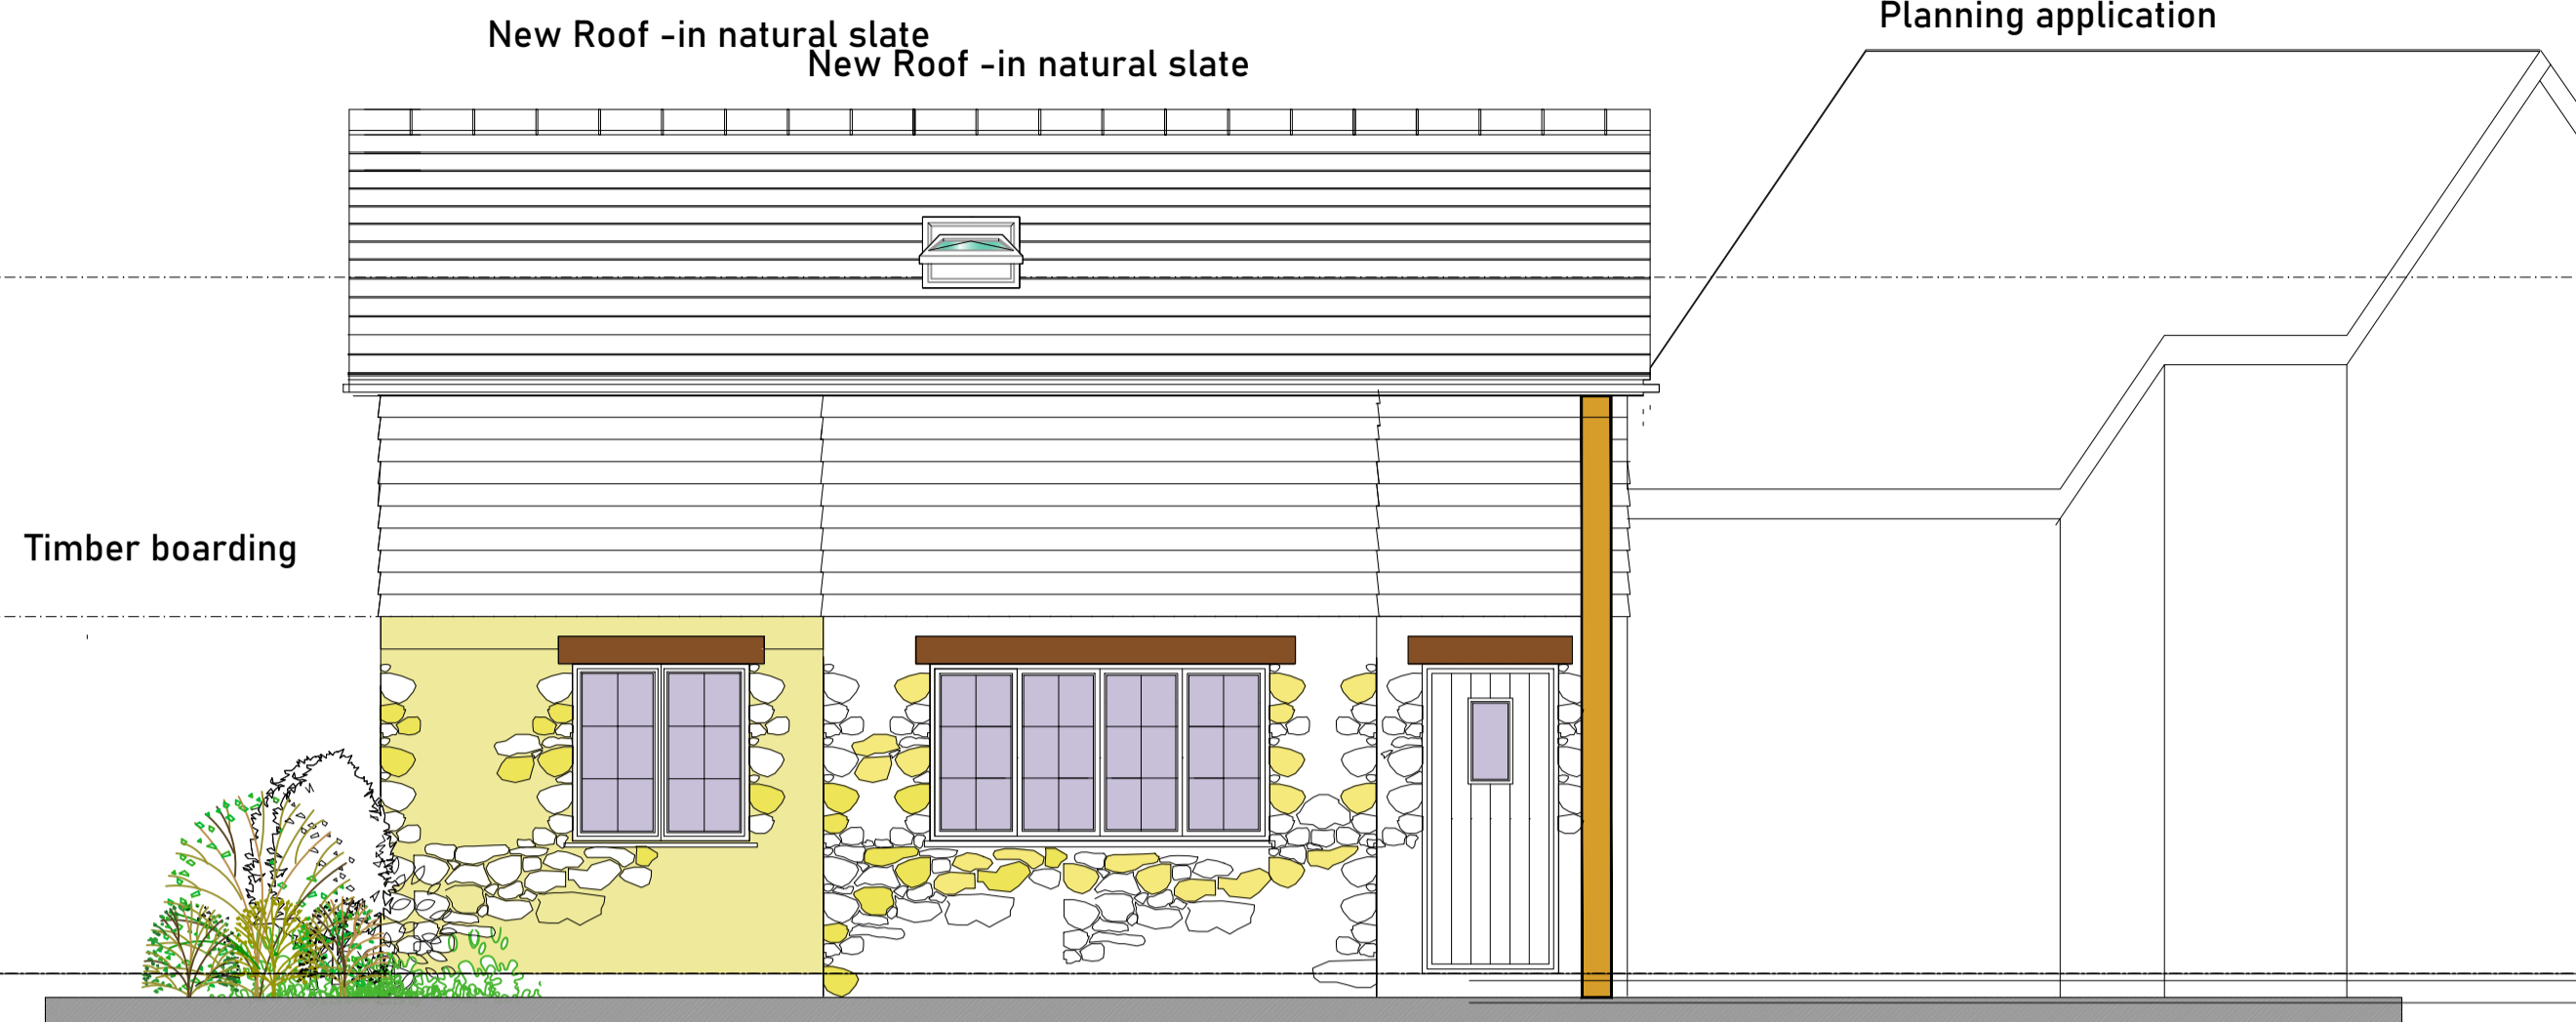 Planning application
New Roof -in natural slate
New Roof -in natural slate
Timber boarding